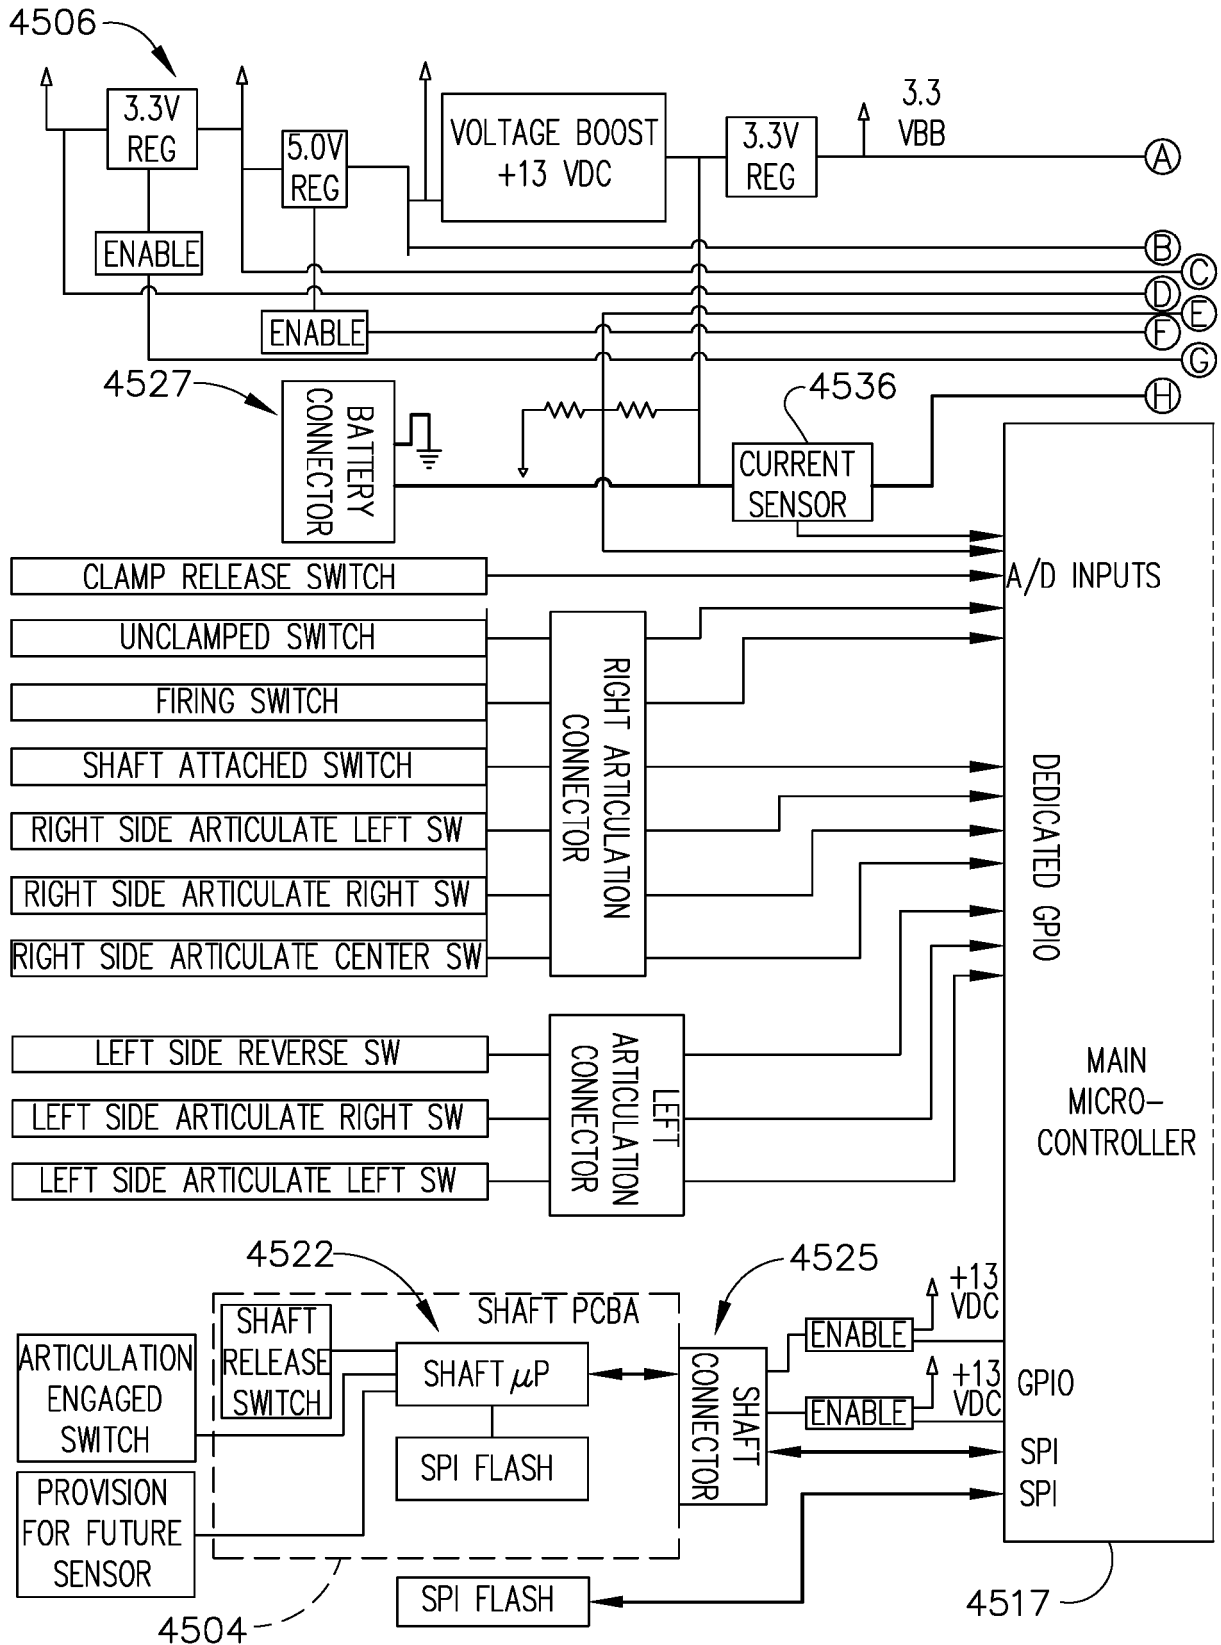 4506
3.3V
REG
5.0V
REG
VOLTAGE BOOST
+13 VDC
3.3V
REG
3.3
VBB
A
ENABLE
B
C
D
E
ENABLE
F
G
4527
BATTERY
CONNECTOR
4536
H
CURRENT
SENSOR
CLAMP RELEASE SWITCH
A/D INPUTS
UNCLAMPED SWITCH
FIRING SWITCH
SHAFT ATTACHED SWITCH
RIGHT SIDE ARTICULATE LEFT SW
RIGHT SIDE ARTICULATE RIGHT SW
RIGHT SIDE ARTICULATE CENTER SW
RIGHT ARTICULATION
CONNECTOR
DEDICATED GPIO
LEFT SIDE REVERSE SW
LEFT SIDE ARTICULATE RIGHT SW
LEFT SIDE ARTICULATE LEFT SW
LEFT
ARTICULATION
CONNECTOR
MAIN
MICRO-
CONTROLLER
4522
4525
SHAFT PCBA
SHAFT
RELEASE
SWITCH
ARTICULATION
ENGAGED
SWITCH
SHAFT μP
SPI FLASH
SHAFT
CONNECTOR
ENABLE
+13
VDC
ENABLE
+13
VDC
GPIO
SPI
SPI
PROVISION
FOR FUTURE
SENSOR
SPI FLASH
4504
4517